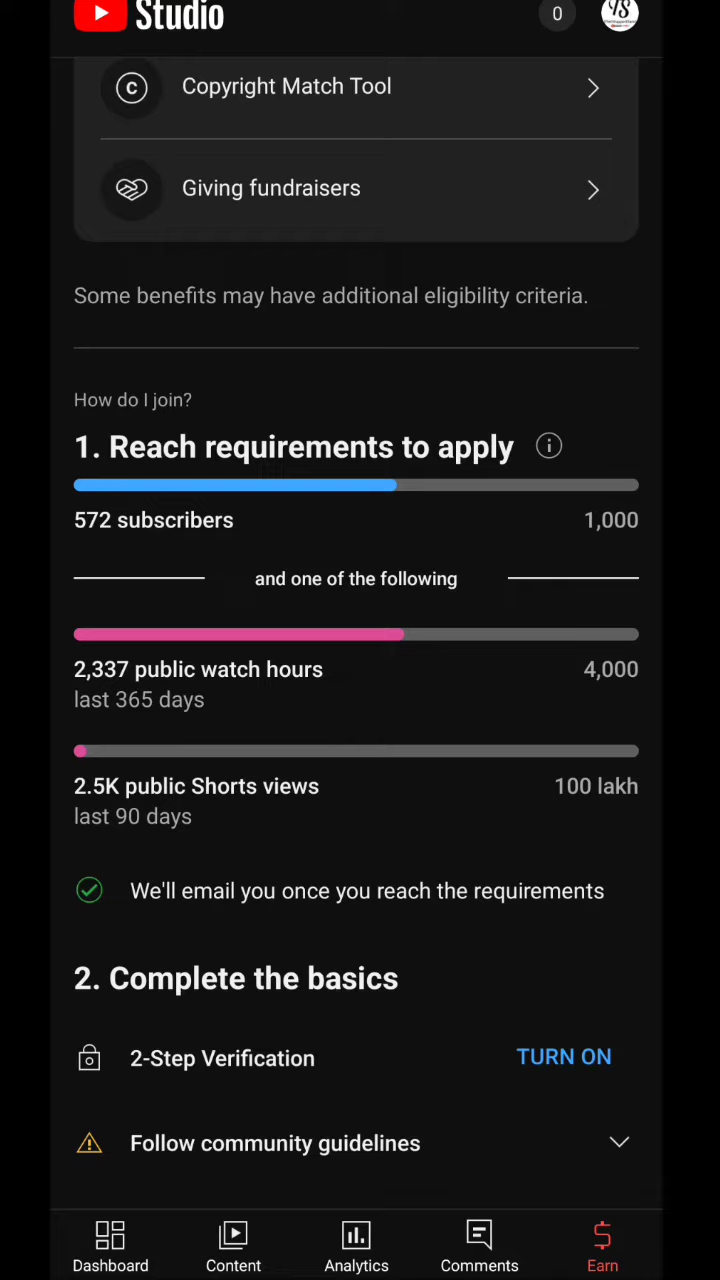 Studio
0
Copyright Match Tool
Giving fundraisers
Some benefits may have additional eligibility criteria.
How do I join?
1. Reach requirements to apply
572 subscribers 1,000
and one of the following
2,337 public watch hours 4,000
last 365 days
2.5K public Shorts views 100 lakh
last 90 days
We'll email you once you reach the requirements
2. Complete the basics
2-Step Verification TURN ON
Follow community guidelines
Dashboard Content Analytics Comments Earn